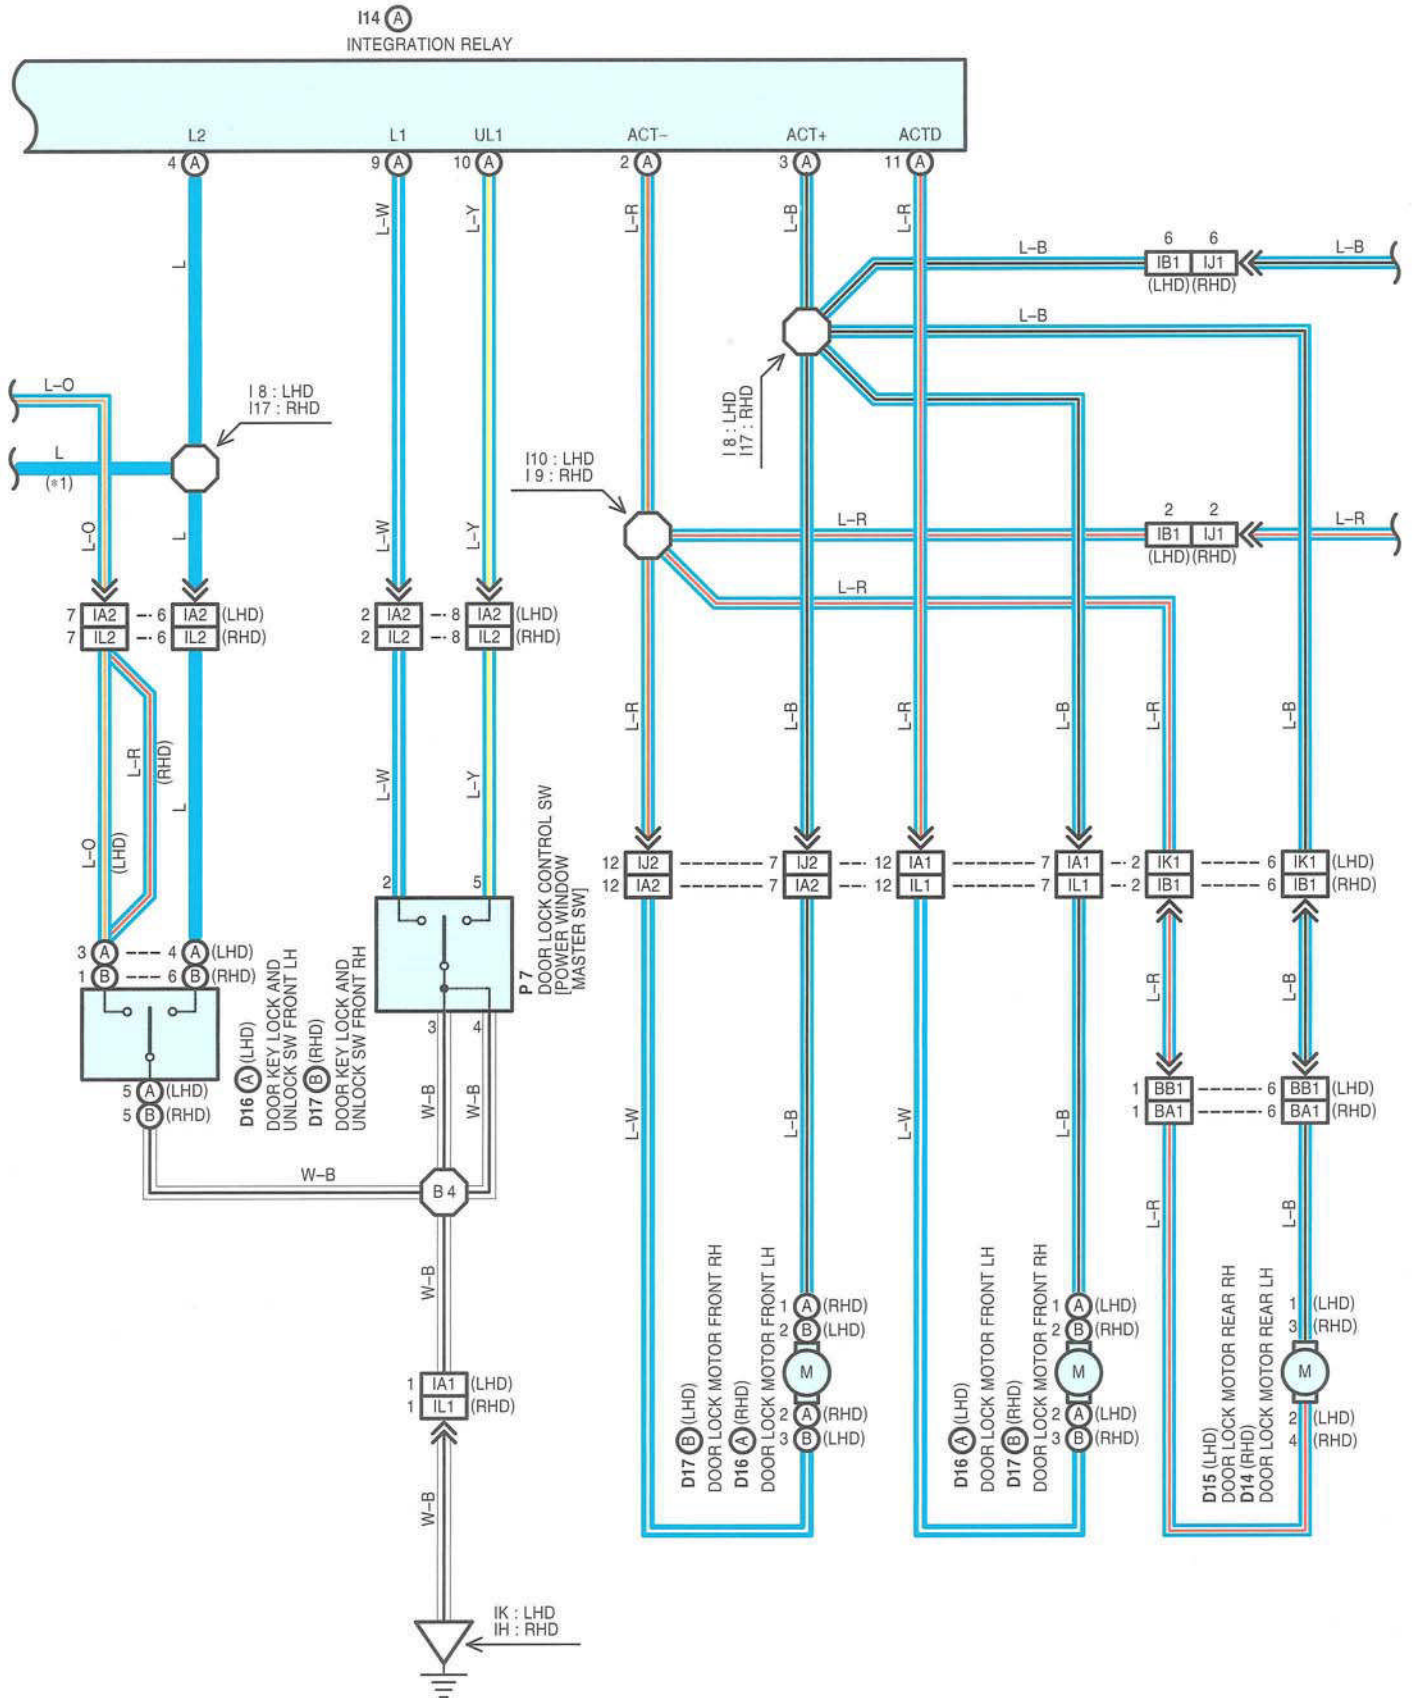 I14 (A)
INTEGRATION RELAY
L2 L1 UL1 ACT– ACT+ ACTD
4 (A) 9 (A) 10 (A) 2 (A) 3 (A) 11 (A)
L L–W L–Y L–R L–B L–R
L–B 6 6 L–B
IB1 IJ1
(LHD) (RHD)
L–B
L–O
I 8 : LHD
I17 : RHD
I 8 : LHD
I17 : RHD
L
(*1)
I10 : LHD
I 9 : RHD
L–R 2 2 L–R
IB1 IJ1
(LHD) (RHD)
L–O L L–W L–Y
L–R
7 IA2 –·6 IA2 (LHD) 2 IA2 –·8 IA2 (LHD)
7 IL2 –·6 IL2 (RHD) 2 IL2 –·8 IL2 (RHD)
L–R L–B L–R L–B L–R L–B
L–R
(RHD)
L–O
(LHD)
L L–W L–Y
12 IJ2 7 IJ2 12 IA1 7 IA1 2 IK1 6 IK1 (LHD)
12 IA2 7 IA2 12 IL1 7 IL1 2 IB1 6 IB1 (RHD)
2 5
P 7
DOOR LOCK CONTROL SW
[POWER WINDOW
MASTER SW]
3 (A) 4 (A) (LHD)
1 (B) 6 (B) (RHD)
3 4
5 (A) (LHD)
5 (B) (RHD)
D16 (A) (LHD)
DOOR KEY LOCK AND
UNLOCK SW FRONT LH
D17 (B) (RHD)
DOOR KEY LOCK AND
UNLOCK SW FRONT RH
L–R L–B
1 BB1 6 BB1 (LHD)
1 BA1 6 BA1 (RHD)
W–B W–B L–W L–B L–W L–B
W–B
B 4
L–R L–B
W–B
1 (A) (RHD) 1 (A) (LHD) 1 (LHD)
2 (B) (LHD) 2 (B) (RHD) 3 (RHD)
M M M
2 (A) (RHD) 2 (A) (LHD) 2 (LHD)
3 (B) (LHD) 3 (B) (RHD) 4 (RHD)
D17 (B) (LHD)
DOOR LOCK MOTOR FRONT RH
D16 (A) (RHD)
DOOR LOCK MOTOR FRONT LH
D16 (A) (LHD)
DOOR LOCK MOTOR FRONT LH
D17 (B) (RHD)
DOOR LOCK MOTOR FRONT RH
D15 (LHD)
DOOR LOCK MOTOR REAR RH
D14 (RHD)
DOOR LOCK MOTOR REAR LH
1 IA1 (LHD)
1 IL1 (RHD)
W–B
IK : LHD
IH : RHD